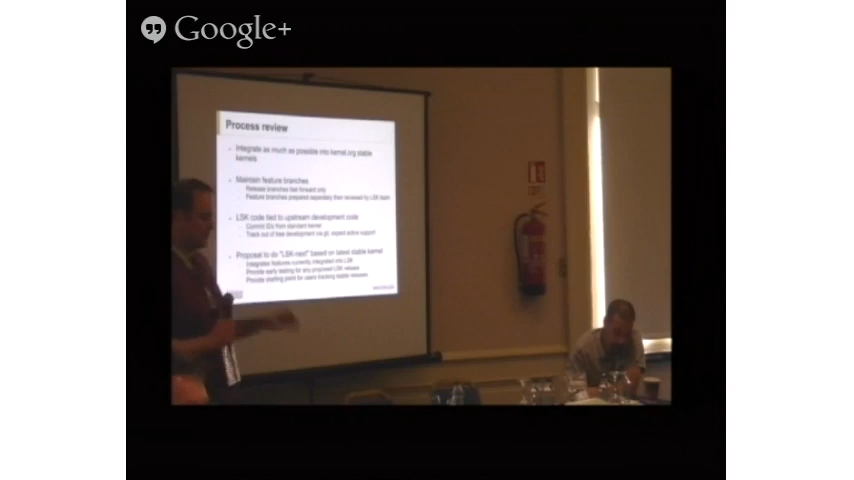 Google+
Process review
Integrate as much as possible into kernel.org stable
kernels
Maintain feature branches
Release branches fast-forward only
Feature branches prepared separately then reviewed by LSK team
LSK code tied to upstream development code
Commit IDs from standard kernel
Track out of tree development via git, expect active support
Proposal to do "LSK-next" based on latest stable kernel
Integrates features currently integrated into LSK
Provide early testing for any proposed LSK release
Provide starting point for users tracking stable releases